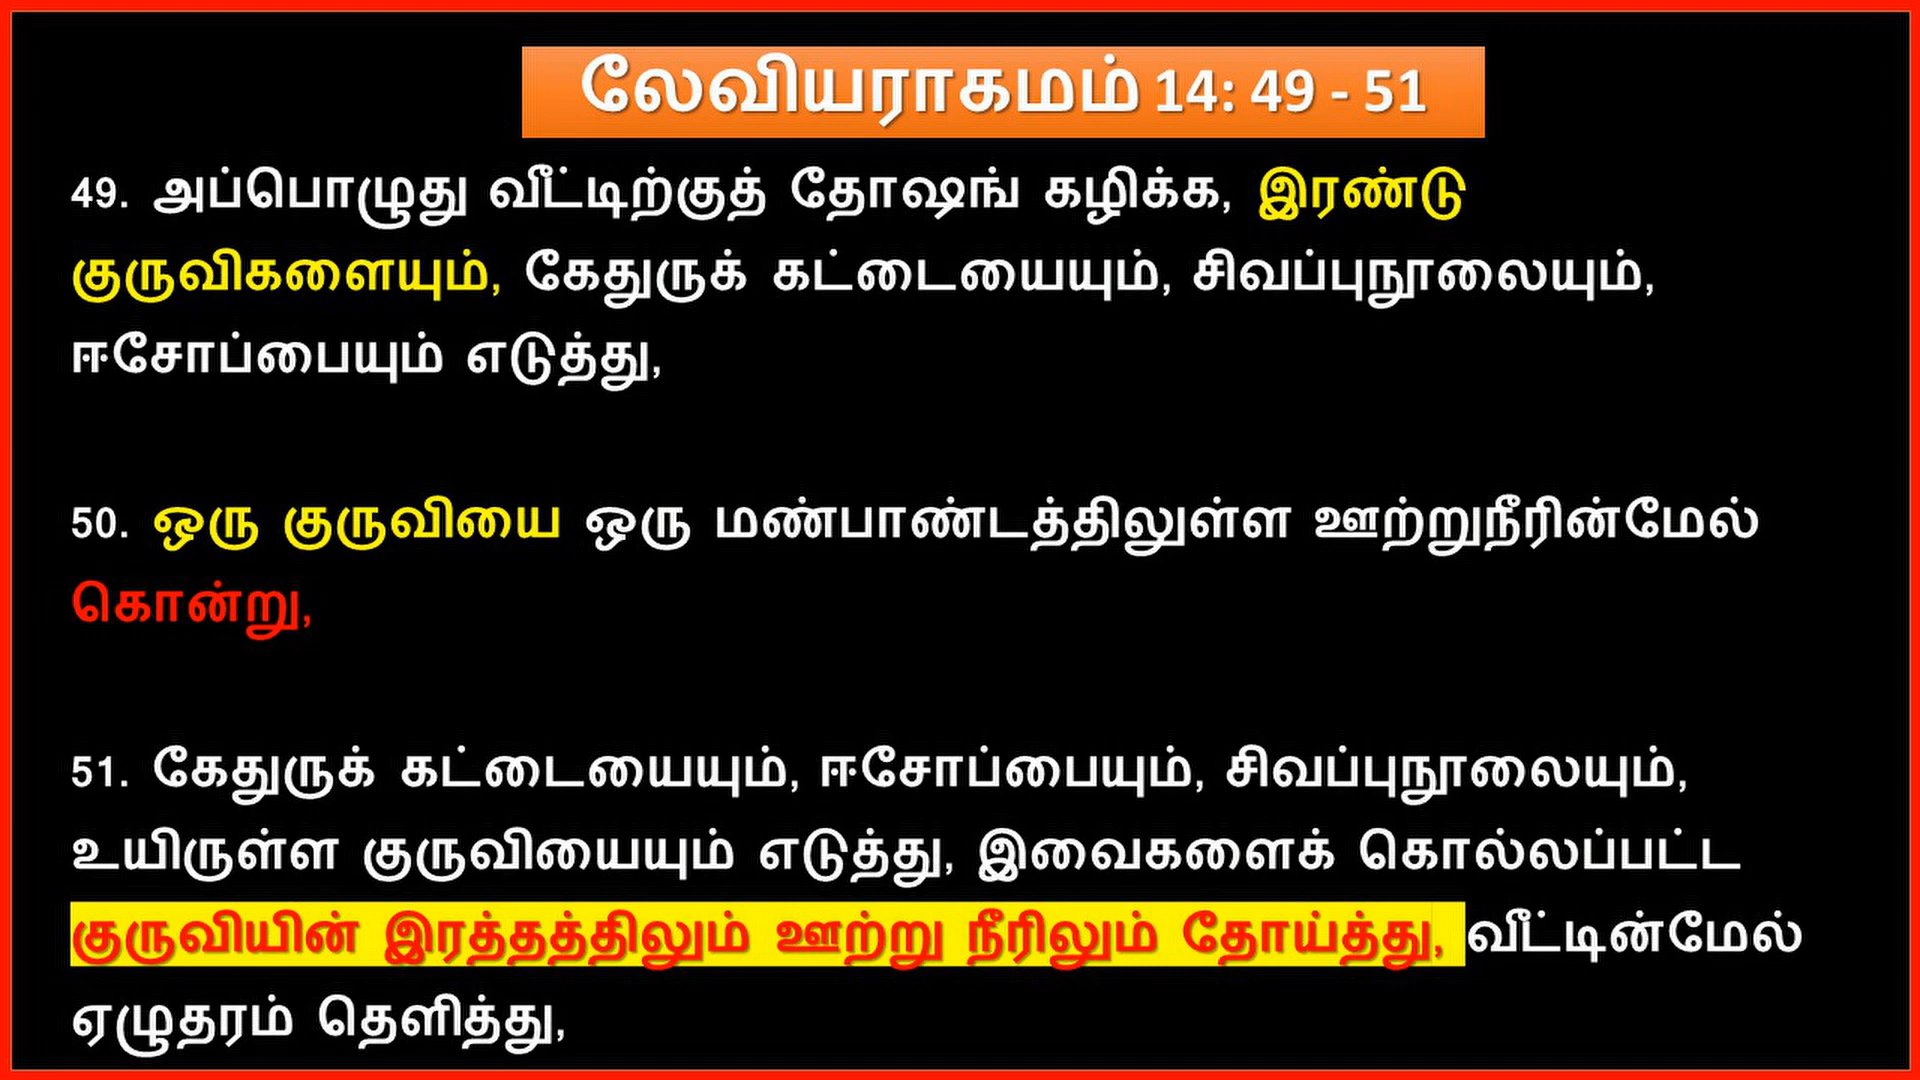 லேவியராகமம் 14: 49 - 51
49. அப்பொழுது வீட்டிற்குத் தோஷங் கழிக்க, இரண்டு
குருவிகளையும், கேதுருக் கட்டையையும், சிவப்புநூலையும்,
ஈசோப்பையும் எடுத்து,
50. ஒரு குருவியை ஒரு மண்பாண்டத்திலுள்ள ஊற்றுநீரின்மேல்
கொன்று,
51. கேதுருக் கட்டையையும், ஈசோப்பையும், சிவப்புநூலையும்,
உயிருள்ள குருவியையும் எடுத்து, இவைகளைக் கொல்லப்பட்ட
குருவியின் இரத்தத்திலும் ஊற்று நீரிலும் தோய்த்து, வீட்டின்மேல்
ஏழுதரம் தெளித்து,